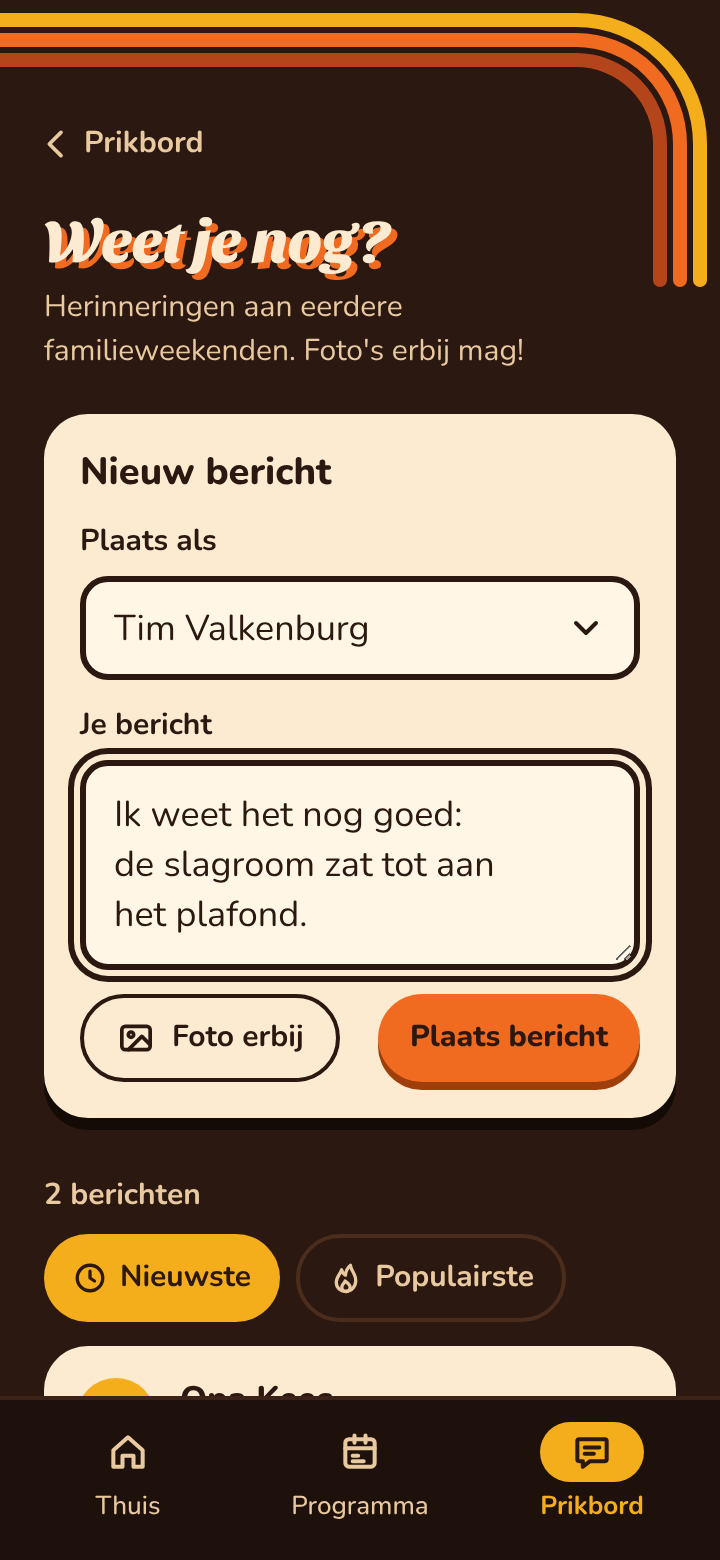 Prikbord
Weet je nog?
Herinneringen aan eerdere
familieweekenden. Foto's erbij mag!
Nieuw bericht
Plaats als
Tim Valkenburg
Je bericht
Ik weet het nog goed:
de slagroom zat tot aan
het plafond.
Foto erbij
Plaats bericht
2 berichten
Nieuwste
Populairste
Opa Kees
Thuis
Programma
Prikbord